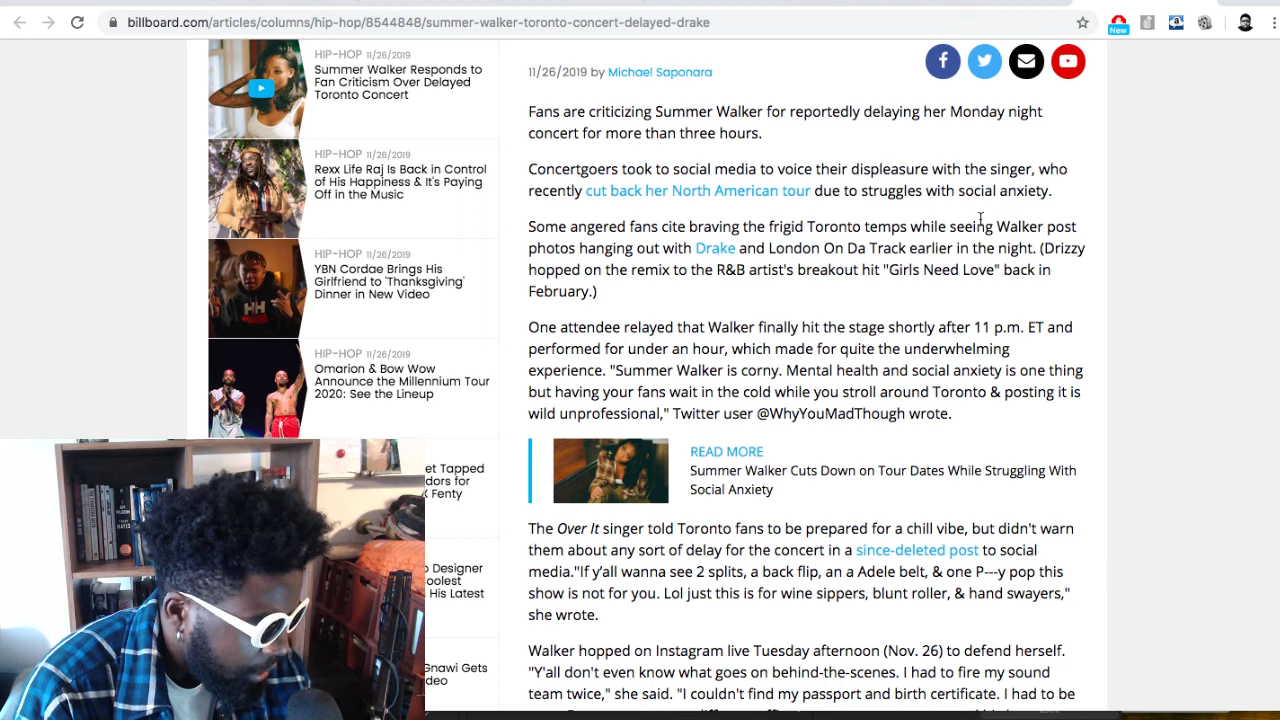 billboard.com/articles/columns/hip-hop/8544848/summer-walker-toronto-concert-delayed-drake
New
HIP-HOP 11/26/2019
Summer Walker Responds to
Fan Criticism Over Delayed
Toronto Concert
HIP-HOP 11/26/2019
Rexx Life Raj Is Back in Control
of His Happiness & It's Paying
Off in the Music
HIP-HOP 11/26/2019
YBN Cordae Brings His
Girlfriend to 'Thanksgiving'
Dinner in New Video
HH
HIP-HOP 11/26/2019
Omarion & Bow Wow
Announce the Millennium Tour
2020: See the Lineup
et Tapped
dors for
X Fenty
o Designer
oolest
His Latest
Gnawi Gets
deo
11/26/2019 by Michael Saponara
Fans are criticizing Summer Walker for reportedly delaying her Monday night
concert for more than three hours.
Concertgoers took to social media to voice their displeasure with the singer, who
recently cut back her North American tour due to struggles with social anxiety.
Some angered fans cite braving the frigid Toronto temps while seeing Walker post
photos hanging out with Drake and London On Da Track earlier in the night. (Drizzy
hopped on the remix to the R&B artist's breakout hit "Girls Need Love" back in
February.)
One attendee relayed that Walker finally hit the stage shortly after 11 p.m. ET and
performed for under an hour, which made for quite the underwhelming
experience. "Summer Walker is corny. Mental health and social anxiety is one thing
but having your fans wait in the cold while you stroll around Toronto & posting it is
wild unprofessional," Twitter user @WhyYouMadThough wrote.
READ MORE
Summer Walker Cuts Down on Tour Dates While Struggling With
Social Anxiety
The Over It singer told Toronto fans to be prepared for a chill vibe, but didn't warn
them about any sort of delay for the concert in a since-deleted post to social
media."If y'all wanna see 2 splits, a back flip, an a Adele belt, & one P---y pop this
show is not for you. Lol just this is for wine sippers, blunt roller, & hand swayers,"
she wrote.
Walker hopped on Instagram live Tuesday afternoon (Nov. 26) to defend herself.
"Y'all don't even know what goes on behind-the-scenes. I had to fire my sound
team twice," she said. "I couldn't find my passport and birth certificate. I had to be